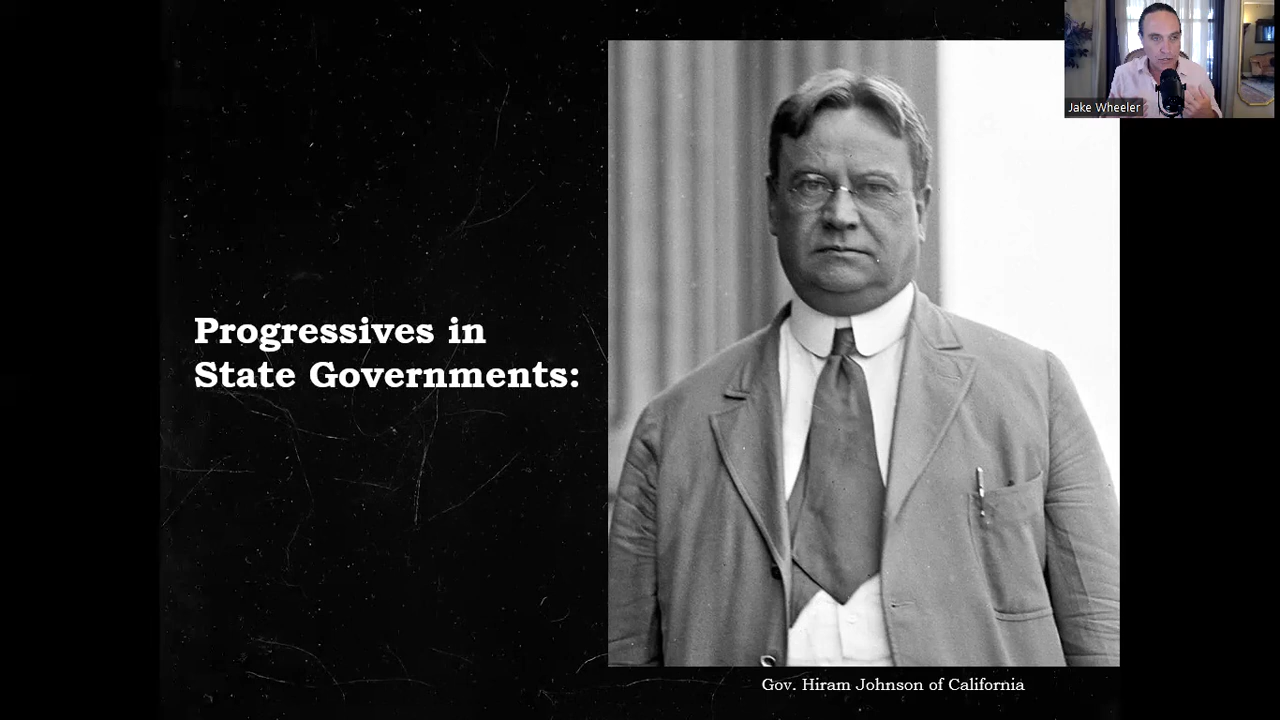 Jake Wheeler
Progressives in
State Governments:
Gov. Hiram Johnson of California